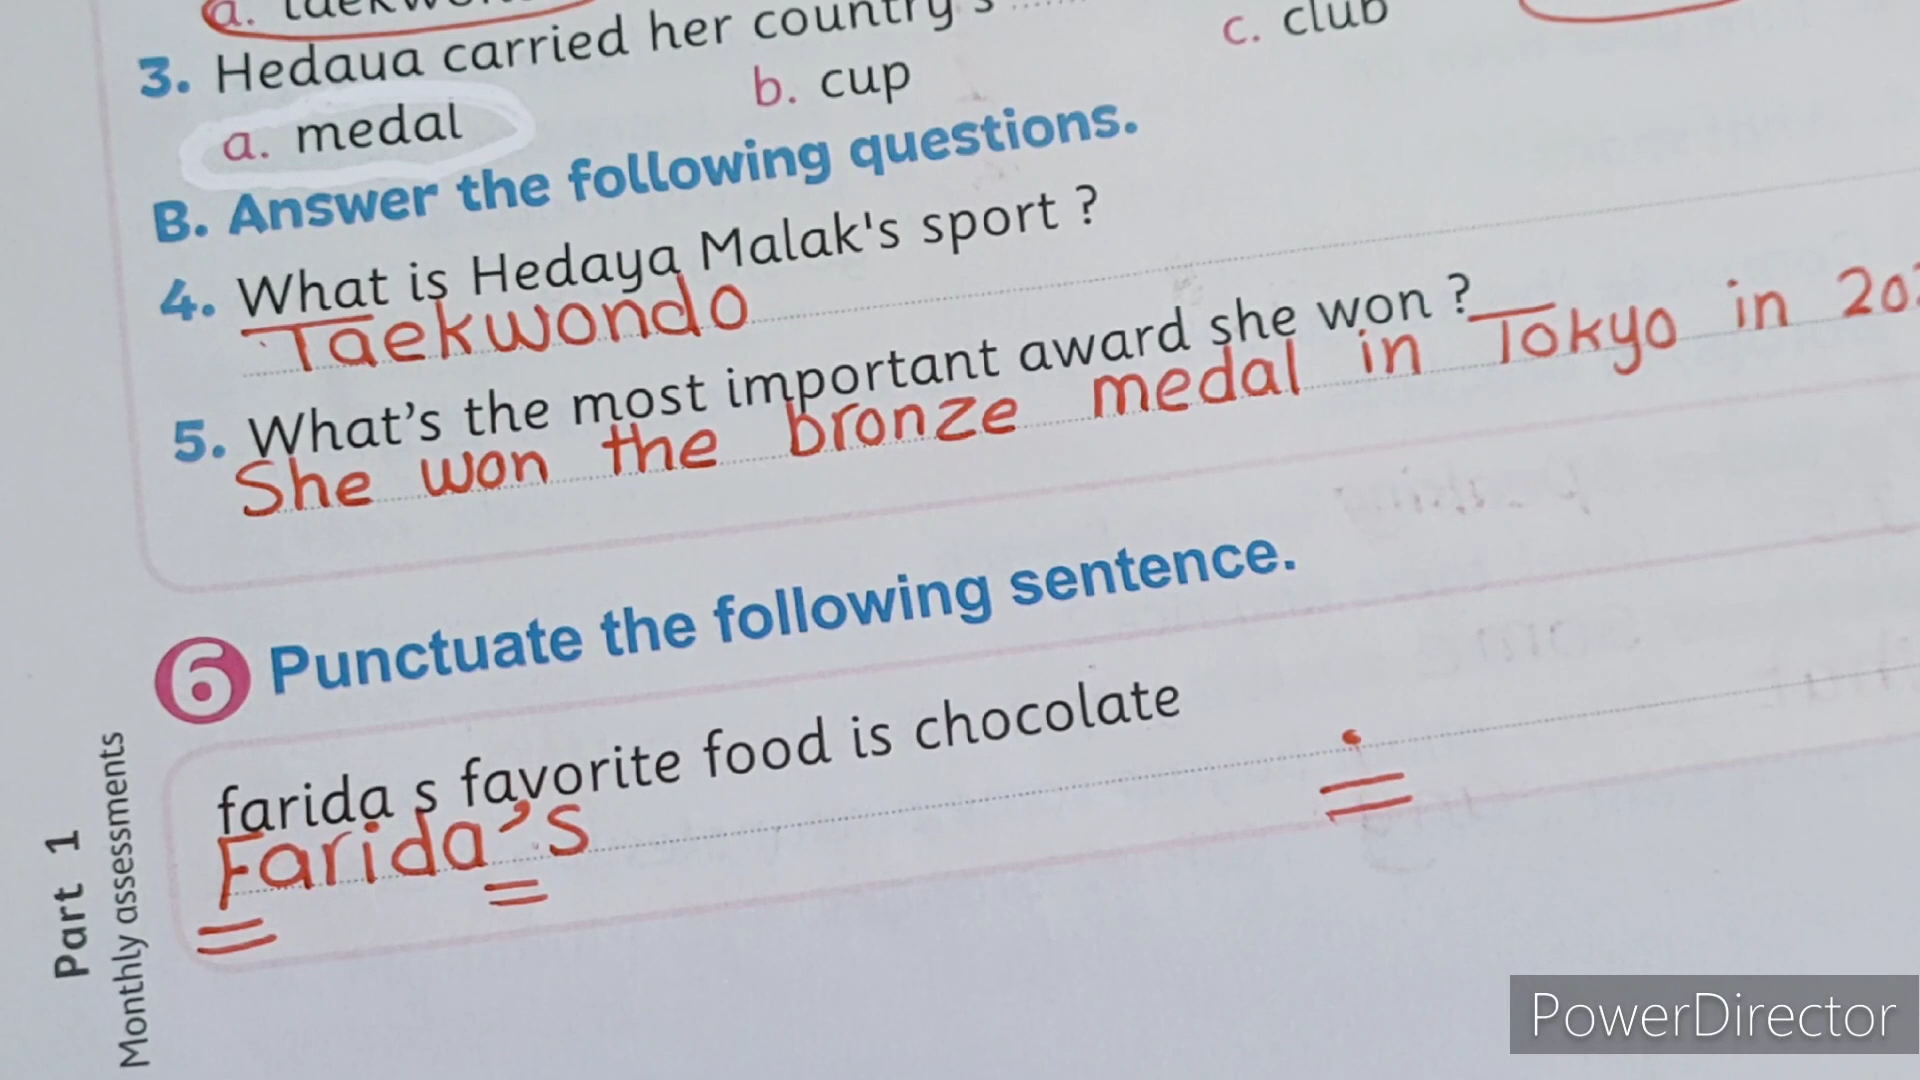 a. taekwon
3. Hedaua carried her country's ......
a. medal b. cup c. club
B. Answer the following questions.
4. What is Hedaya Malak's sport ?
Taekwondo
5. What's the most important award she won ?
She won the bronze medal in Tokyo in 20
6 Punctuate the following sentence.
farida s favorite food is chocolate
Farida's .
Part 1
Monthly assessments
PowerDirector